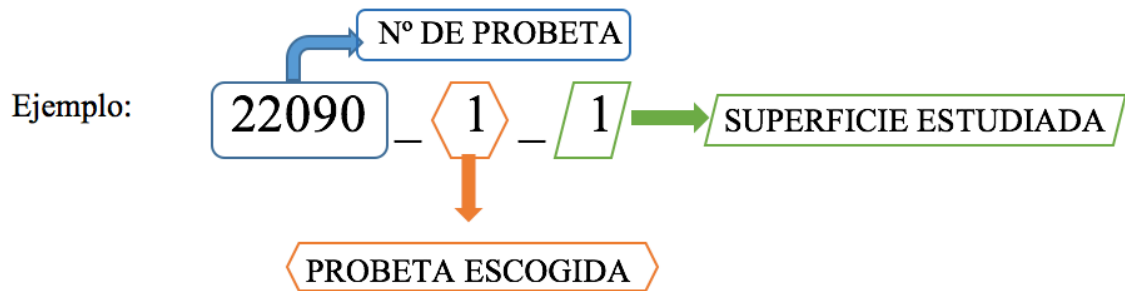 Nº DE PROBETA
Ejemplo: 22090 _ 1 _ 1 SUPERFICIE ESTUDIADA
PROBETA ESCOGIDA